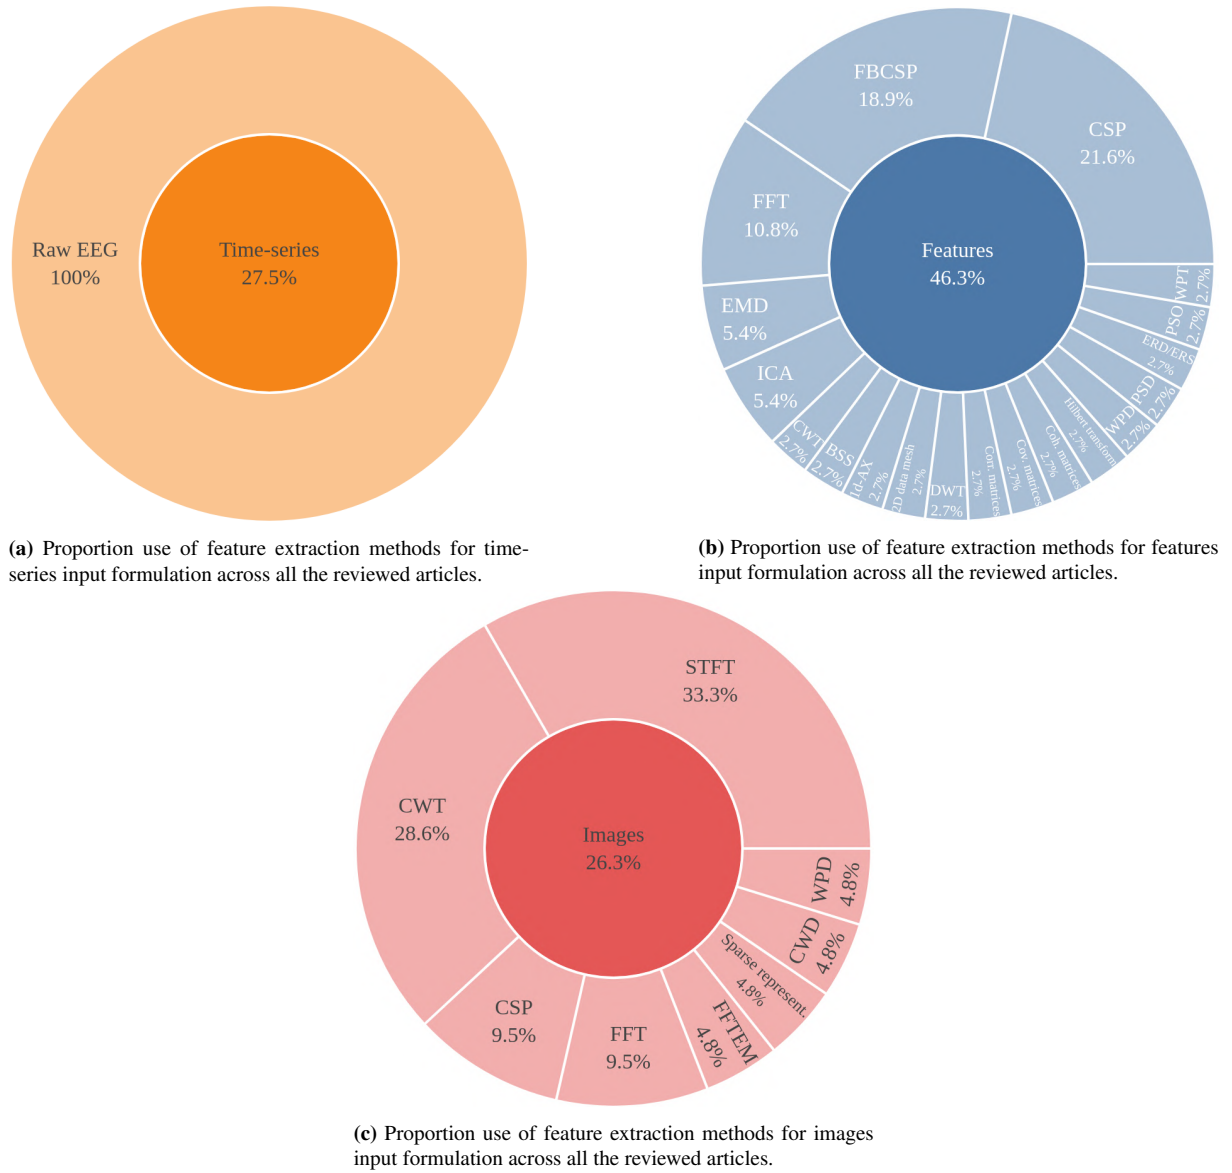 Raw EEG
100%
Time-series
27.5%
(a) Proportion use of feature extraction methods for time-
series input formulation across all the reviewed articles.
FBCSP
18.9%
CSP
21.6%
FFT
10.8%
Features
46.3%
EMD
5.4%
ICA
5.4%
CWT
2.7%
BSS
2.7%
1d-AX
2.7%
2D data mesh
2.7%
DWT
2.7%
Corr. matrices
2.7%
Cov. matrices
2.7%
Coh. matrices
2.7%
Hilbert transform
2.7%
WPD
2.7%
PSD
2.7%
ERD/ERS
2.7%
PSO
2.7%
WPT
2.7%
(b) Proportion use of feature extraction methods for features
input formulation across all the reviewed articles.
STFT
33.3%
CWT
28.6%
Images
26.3%
CSP
9.5%
FFT
9.5%
FFTEM
4.8%
Sparse represent.
4.8%
CWD
4.8%
WPD
4.8%
(c) Proportion use of feature extraction methods for images
input formulation across all the reviewed articles.